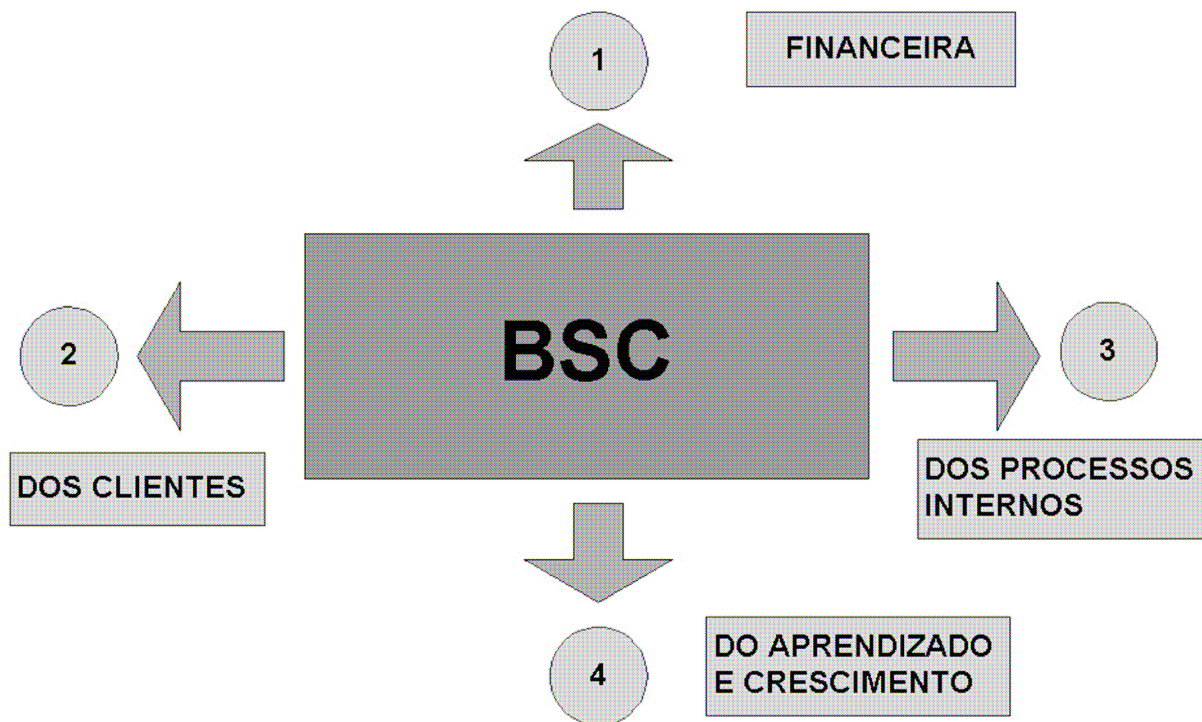 1
FINANCEIRA
BSC
2
3
DOS CLIENTES
DOS PROCESSOS
INTERNOS
4
DO APRENDIZADO
E CRESCIMENTO